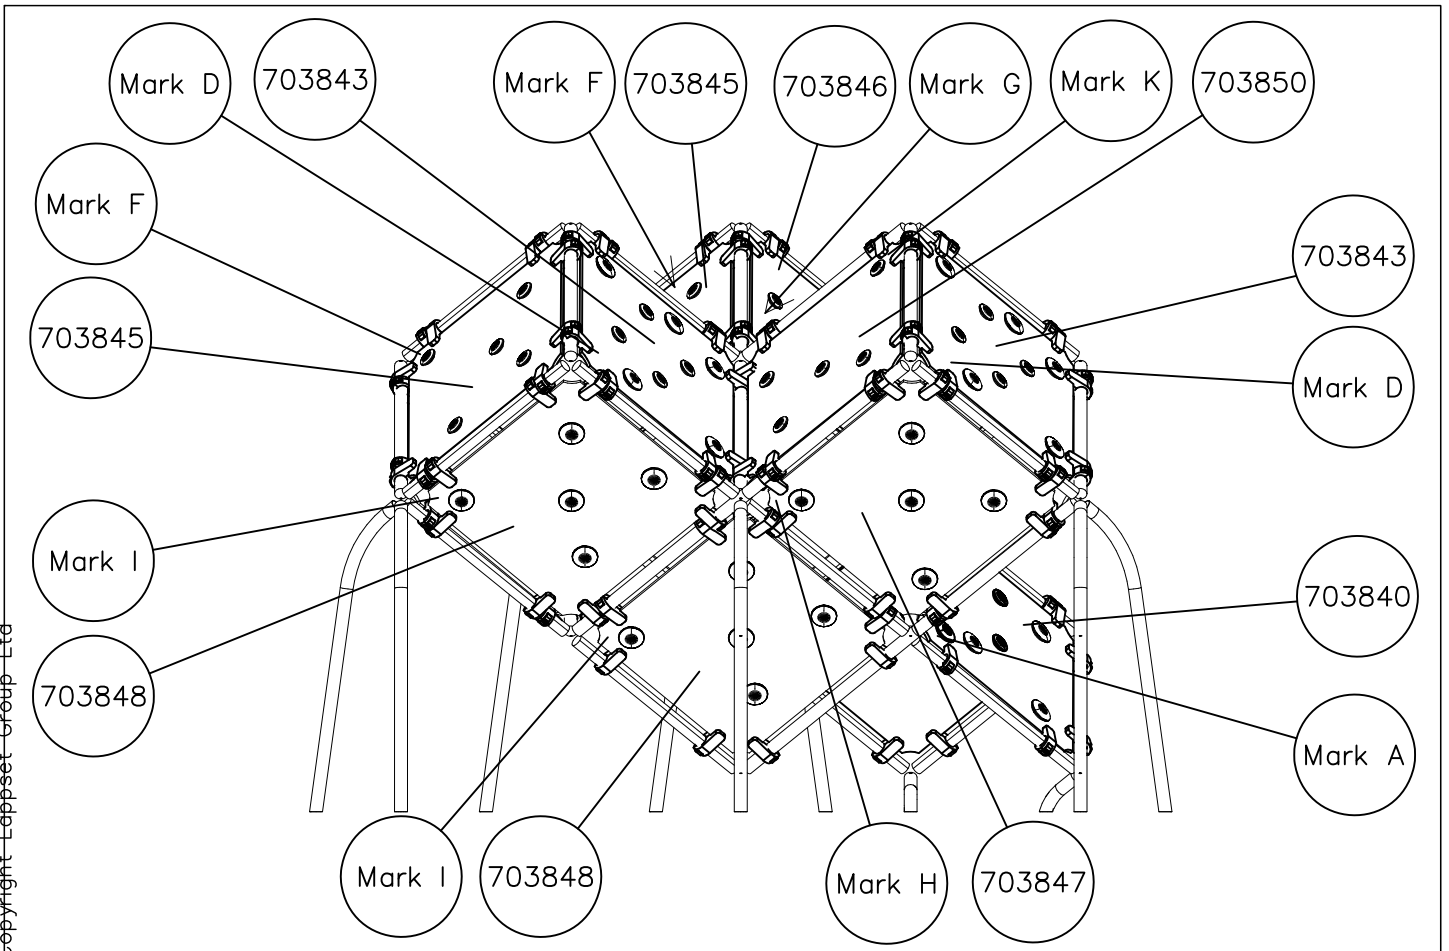 Mark D
703843
Mark F
703845
703846
Mark G
Mark K
703850
Mark F
703843
703845
Mark D
Mark I
703840
703848
Mark A
Mark I
703848
Mark H
703847
Copyright Lappset Group Ltd